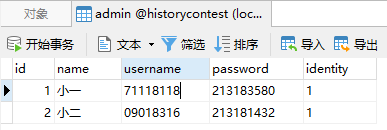 对象 admin @historycontest (loc...
开始事务 文本 筛选 排序 导入 导出
id name username password identity
1 小一 71118118 213183580 1
2 小二 09018316 213181432 1